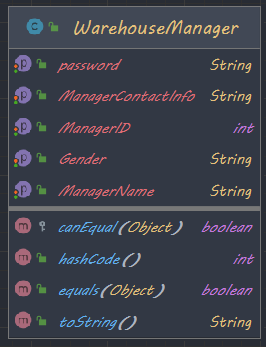 C WarehouseManager
p password String
p ManagerContactInfo String
p ManagerID int
p Gender String
p ManagerName String
m canEqual(Object) boolean
m hashCode() int
m equals(Object) boolean
m toString() String